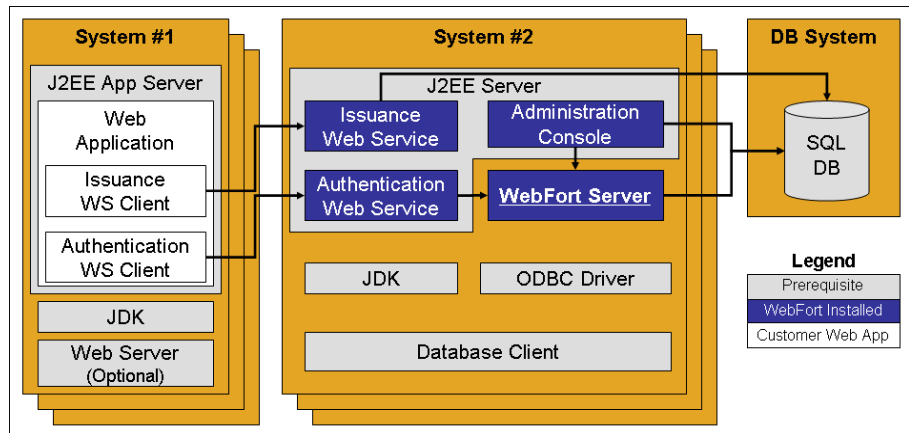 System #1
J2EE App Server
Web
Application
Issuance
WS Client
Authentication
WS Client
JDK
Web Server
(Optional)
System #2
J2EE Server
Issuance
Web Service
Administration
Console
Authentication
Web Service
WebFort Server
JDK
ODBC Driver
Database Client
DB System
SQL
DB
Legend
Prerequisite
WebFort Installed
Customer Web App